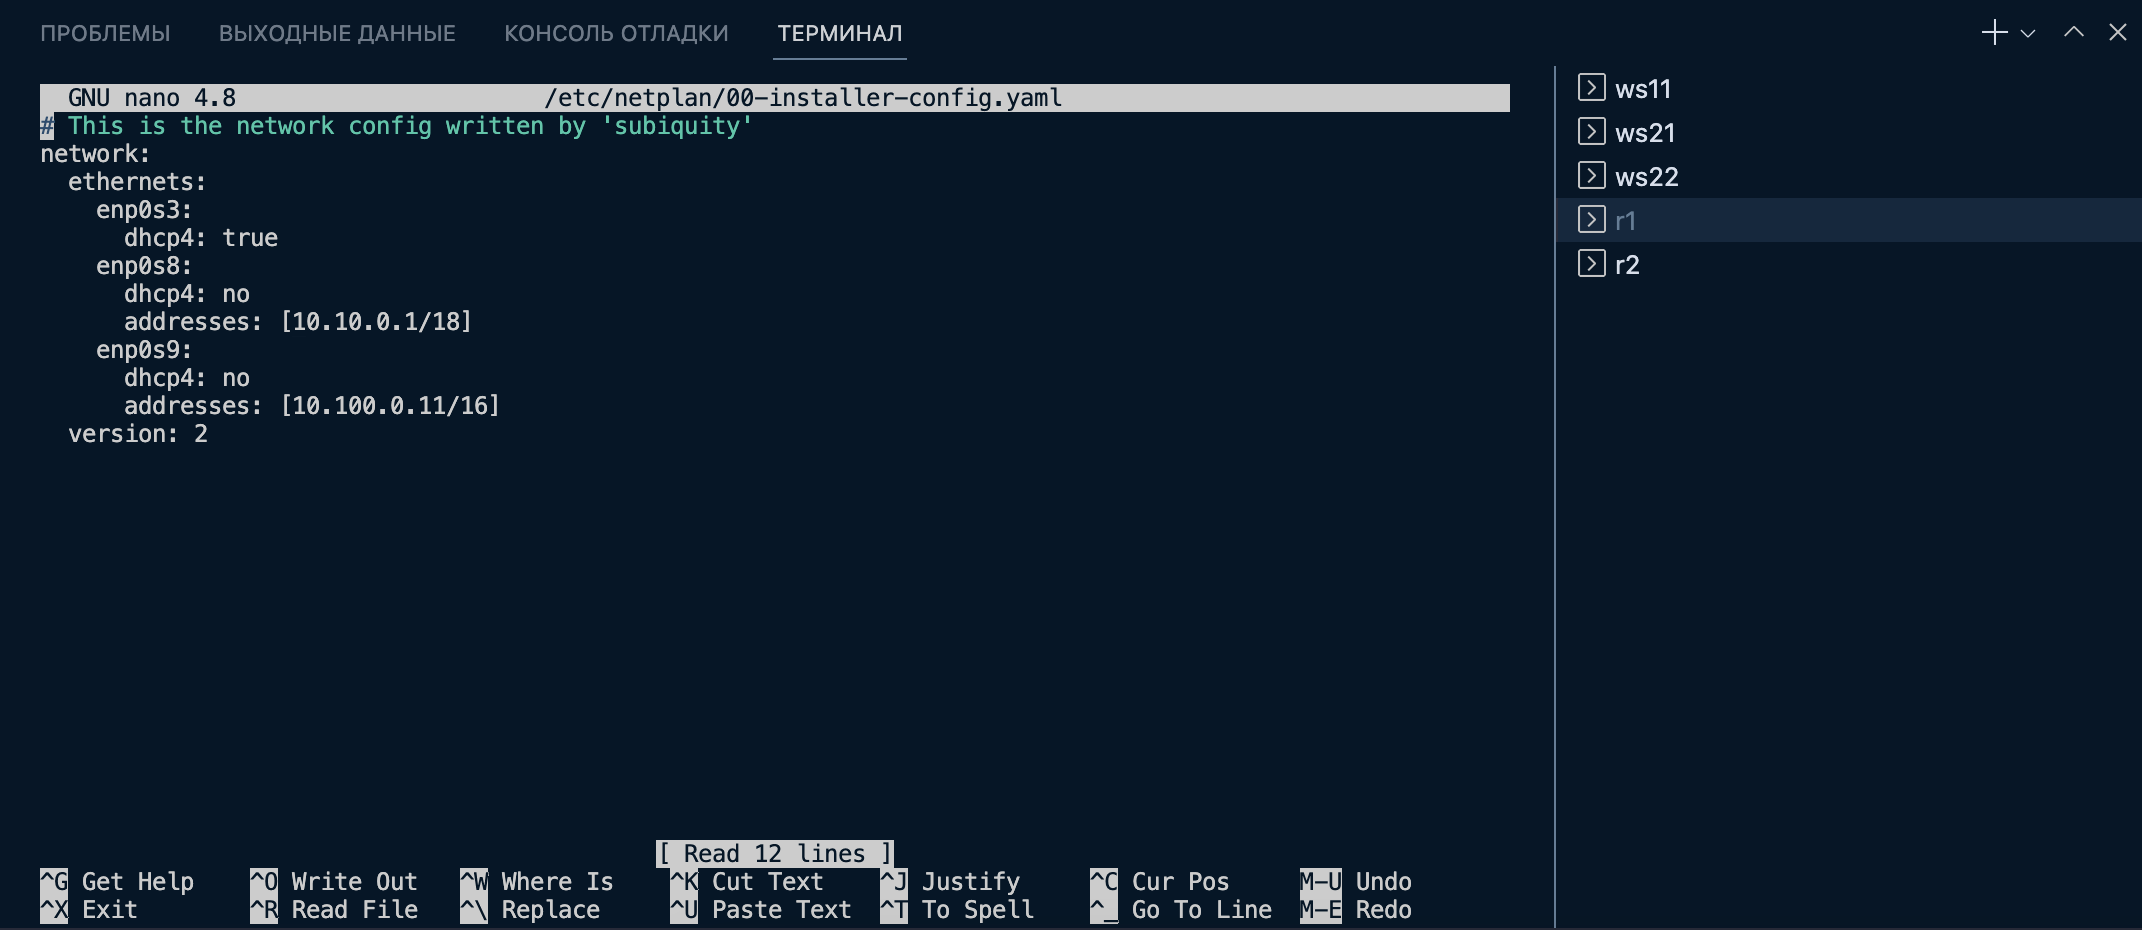 ПРОБЛЕМЫ ВЫХОДНЫЕ ДАННЫЕ КОНСОЛЬ ОТЛАДКИ ТЕРМИНАЛ
GNU nano 4.8 /etc/netplan/00-installer-config.yaml
# This is the network config written by 'subiquity'
network:
  ethernets:
    enp0s3:
      dhcp4: true
    enp0s8:
      dhcp4: no
      addresses: [10.10.0.1/18]
    enp0s9:
      dhcp4: no
      addresses: [10.100.0.11/16]
  version: 2
[ Read 12 lines ]
^G Get Help ^O Write Out ^W Where Is ^K Cut Text ^J Justify ^C Cur Pos M-U Undo
^X Exit ^R Read File ^\ Replace ^U Paste Text ^T To Spell ^_ Go To Line M-E Redo
ws11
ws21
ws22
r1
r2